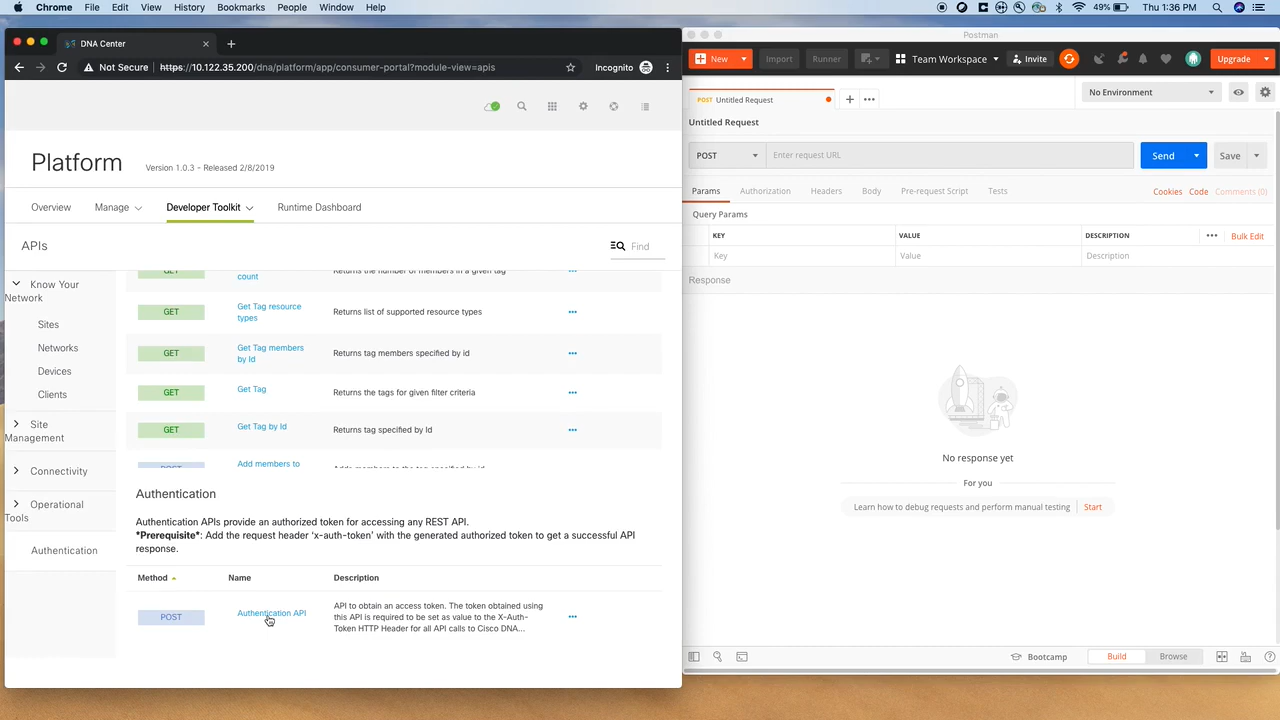 Chrome File Edit View History Bookmarks People Window Help
49% Thu 1:36 PM
DNA Center
Not Secure https://10.122.35.200/dna/platform/app/consumer-portal?module-view=apis
Incognito
Platform Version 1.0.3 - Released 2/8/2019
Overview Manage Developer Toolkit Runtime Dashboard
APIs
Find
Know Your
Network
Sites
Networks
Devices
Clients
Site
Management
Connectivity
Operational
Tools
Authentication
GET count Returns the number of members in a given tag
GET Get Tag resource
types Returns list of supported resource types
GET Get Tag members
by Id Returns tag members specified by id
GET Get Tag Returns the tags for given filter criteria
GET Get Tag by Id Returns tag specified by Id
POST Add members to Adds members to the tag specified by id
Authentication
Authentication APIs provide an authorized token for accessing any REST API.
*Prerequisite*: Add the request header 'x-auth-token' with the generated authorized token to get a successful API
response.
Method Name Description
POST Authentication API
API to obtain an access token. The token obtained using
this API is required to be set as value to the X-Auth-
Token HTTP Header for all API calls to Cisco DNA...
Postman
New Import Runner Team Workspace Invite Upgrade
POST Untitled Request
No Environment
Untitled Request
POST Enter request URL Send Save
Params Authorization Headers Body Pre-request Script Tests Cookies Code Comments (0)
Query Params
KEY VALUE DESCRIPTION Bulk Edit
Key Value Description
Response
No response yet
For you
Learn how to debug requests and perform manual testing Start
Bootcamp Build Browse